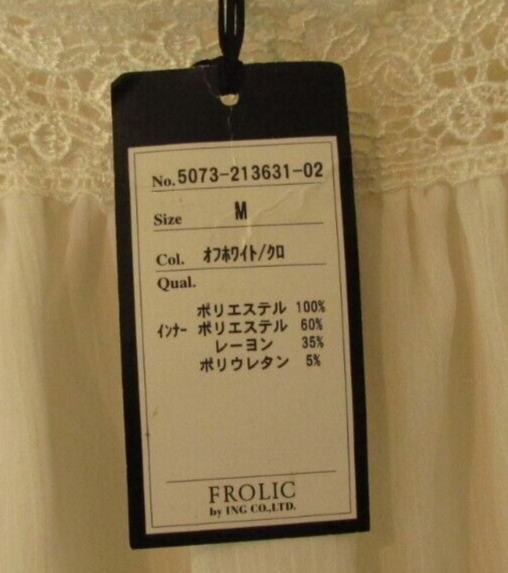 No. 5073-213631-02
Size M
Col. ｵﾌﾎﾜｲﾄ/ｸﾛ
Qual.
ポリエステル 100%
ｲﾝﾅｰ ポリエステル 60%
レーヨン 35%
ポリウレタン 5%
FROLIC
by ING CO.,LTD.